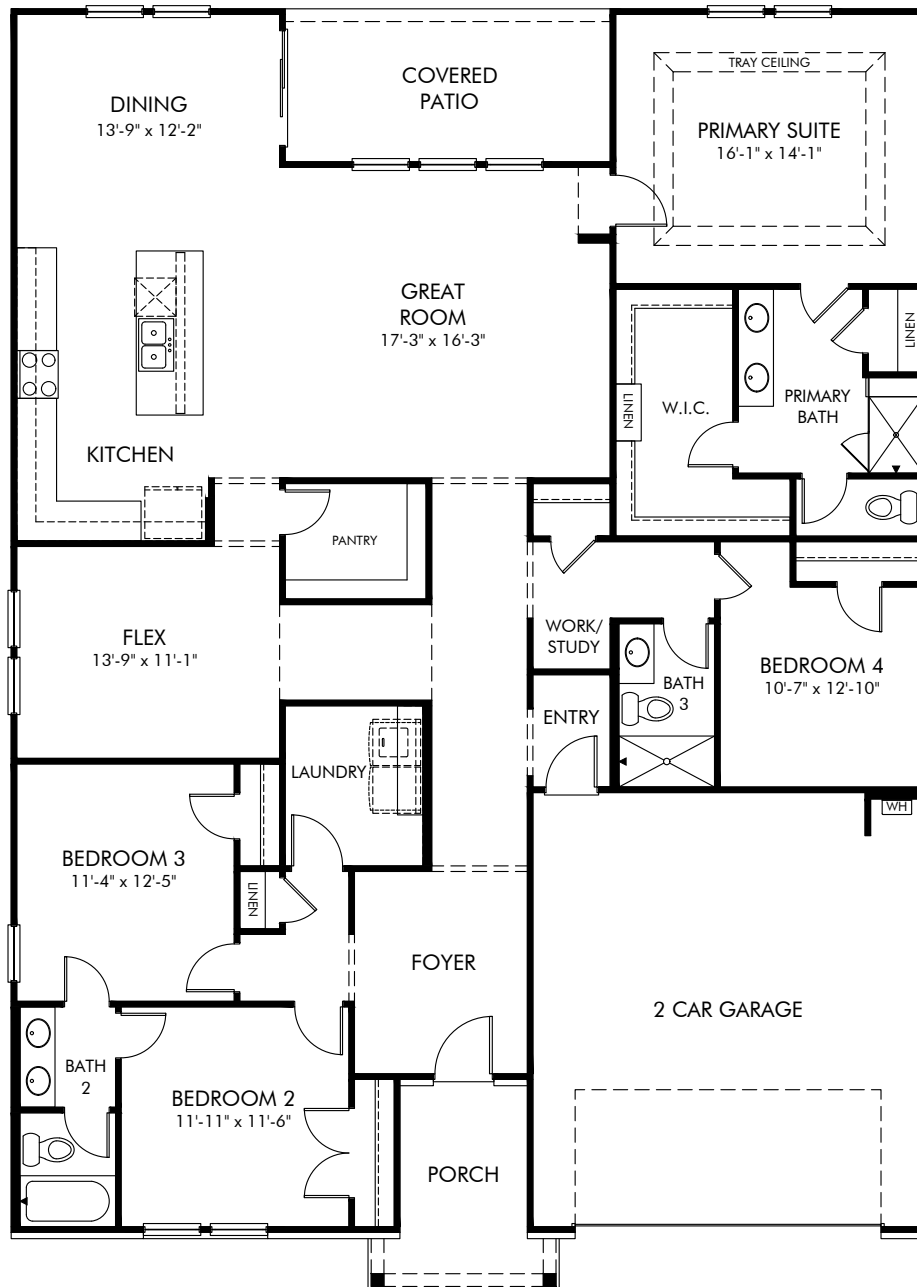 TRAY CEILING
COVERED
PATIO
DINING
13'-9" x 12'-2"
PRIMARY SUITE
16'-1" x 14'-1"
GREAT
ROOM
17'-3" x 16'-3"
LINEN
PRIMARY
BATH
LINEN
W.I.C.
KITCHEN
PANTRY
FLEX
13'-9" x 11'-1"
WORK/
STUDY
BATH
3
BEDROOM 4
10'-7" x 12'-10"
ENTRY
LAUNDRY
WH
BEDROOM 3
11'-4" x 12'-5"
LINEN
FOYER
2 CAR GARAGE
BATH
2
BEDROOM 2
11'-11" x 11'-6"
PORCH